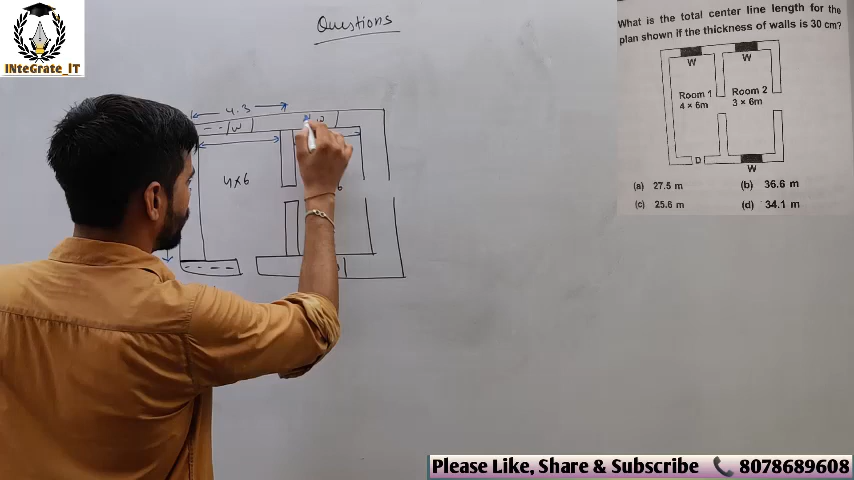 INteGrate_IT
Questions
4.3
W
4x6
What is the total center line length for the
plan shown if the thickness of walls is 30 cm?
W
W
Room 1
4 × 6m
Room 2
3 × 6m
D
W
(a) 27.5 m
(b) 36.6 m
(c) 25.6 m
(d) 34.1 m
Please Like, Share & Subscribe 8078689608